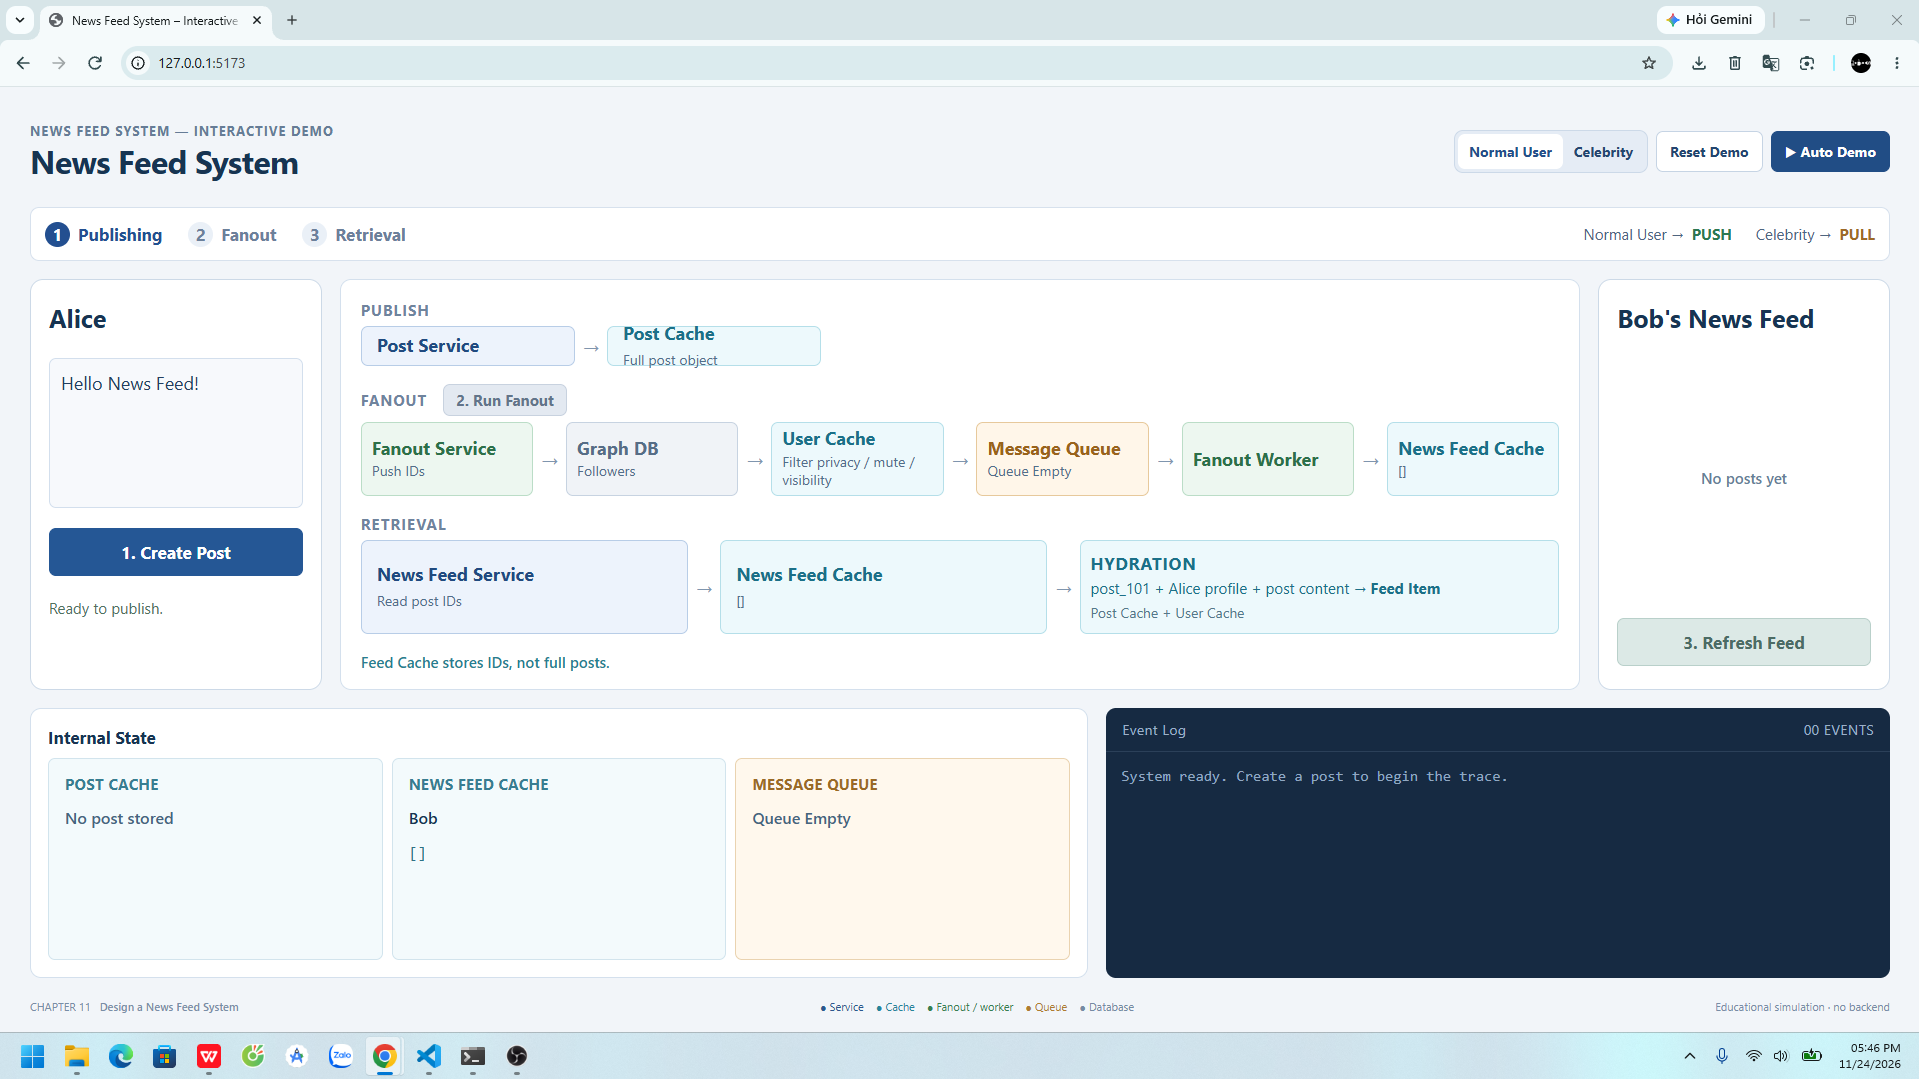 News Feed System – Interactive
Hỏi Gemini
127.0.0.1:5173
NEWS FEED SYSTEM — INTERACTIVE DEMO
News Feed System
Normal User
Celebrity
Reset Demo
▶ Auto Demo
1 Publishing
2 Fanout
3 Retrieval
Normal User → PUSH
Celebrity → PULL
Alice
Hello News Feed!
1. Create Post
Ready to publish.
PUBLISH
Post Service
→
Post Cache
Full post object
FANOUT
2. Run Fanout
Fanout Service
Push IDs
→
Graph DB
Followers
→
User Cache
Filter privacy / mute /
visibility
→
Message Queue
Queue Empty
→
Fanout Worker
→
News Feed Cache
[]
RETRIEVAL
News Feed Service
Read post IDs
→
News Feed Cache
[]
→
HYDRATION
post_101 + Alice profile + post content → Feed Item
Post Cache + User Cache
Feed Cache stores IDs, not full posts.
Bob's News Feed
No posts yet
3. Refresh Feed
Internal State
POST CACHE
No post stored
NEWS FEED CACHE
Bob
[]
MESSAGE QUEUE
Queue Empty
Event Log
00 EVENTS
System ready. Create a post to begin the trace.
CHAPTER 11 Design a News Feed System
● Service ● Cache ● Fanout / worker ● Queue ● Database
Educational simulation · no backend
Zalo
05:46 PM
11/24/2026